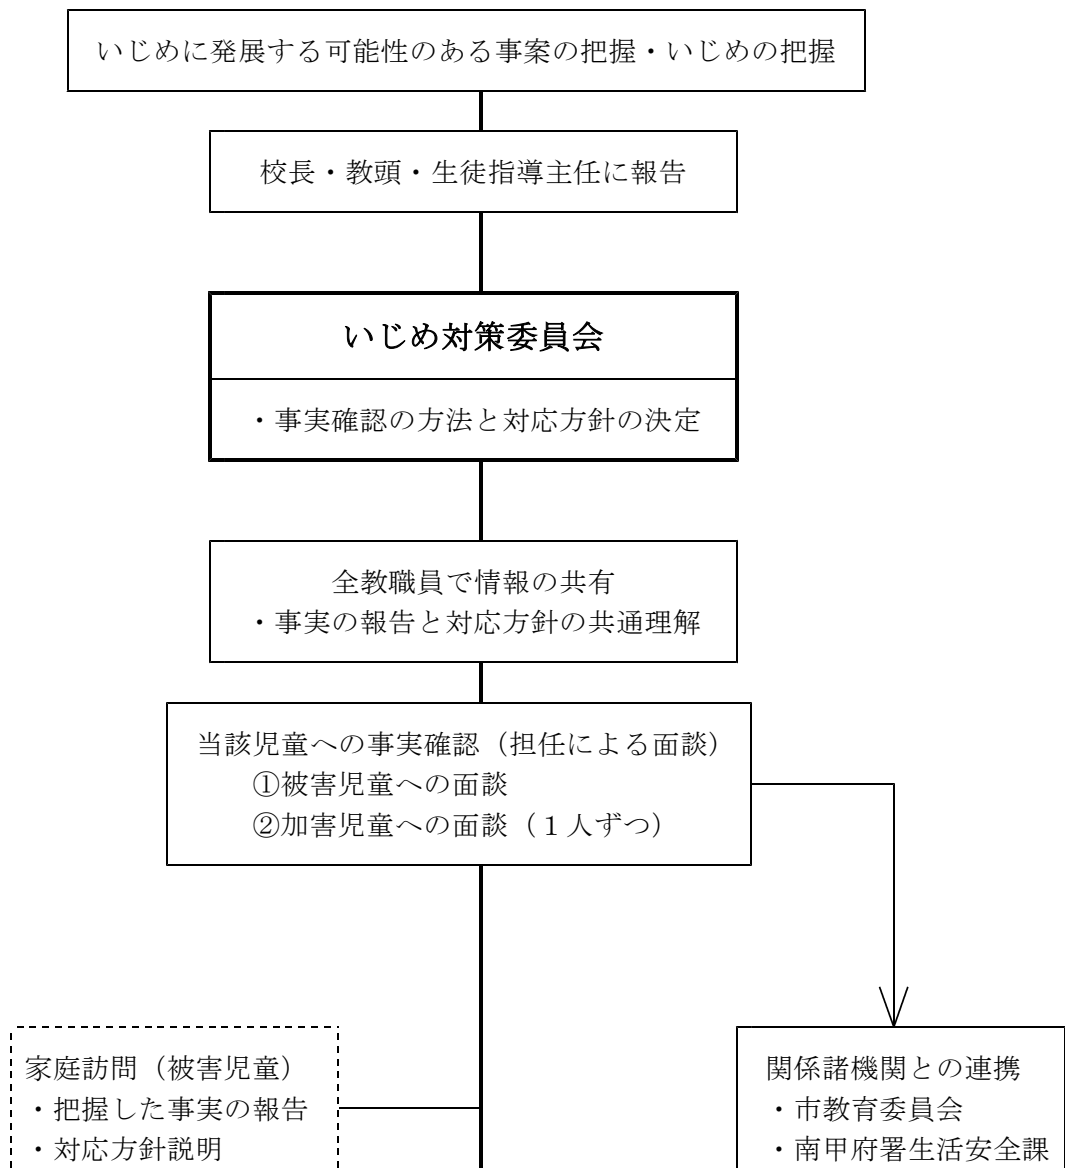 いじめに発展する可能性のある事案の把握・いじめの把握
校長・教頭・生徒指導主任に報告
いじめ対策委員会
・事実確認の方法と対応方針の決定
全教職員で情報の共有
・事実の報告と対応方針の共通理解
当該児童への事実確認（担任による面談）
①被害児童への面談
②加害児童への面談（１人ずつ）
家庭訪問（被害児童）
・把握した事実の報告
・対応方針説明
関係諸機関との連携
・市教育委員会
・南甲府署生活安全課